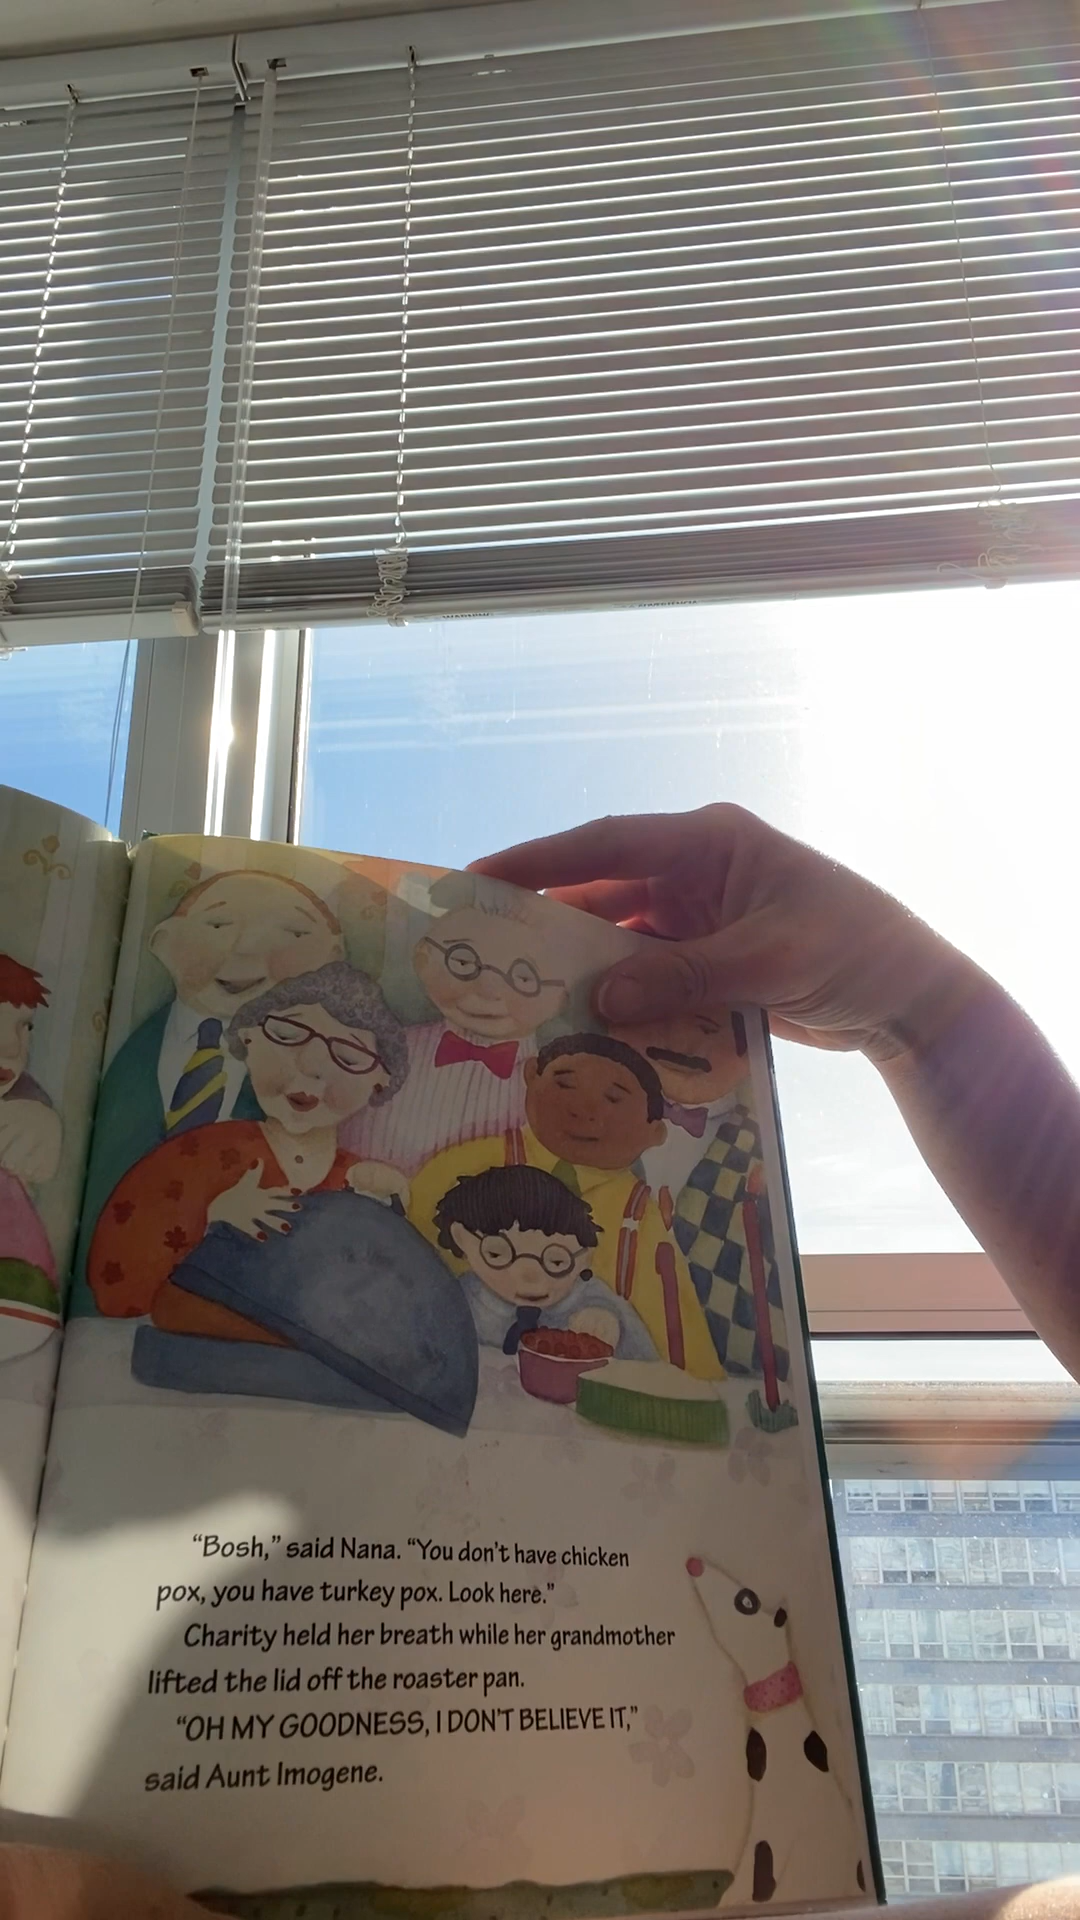 WARNING
“Bosh,” said Nana. “You don’t have chicken
pox, you have turkey pox. Look here.”
Charity held her breath while her grandmother
lifted the lid off the roaster pan.
“OH MY GOODNESS, I DON’T BELIEVE IT,”
said Aunt Imogene.